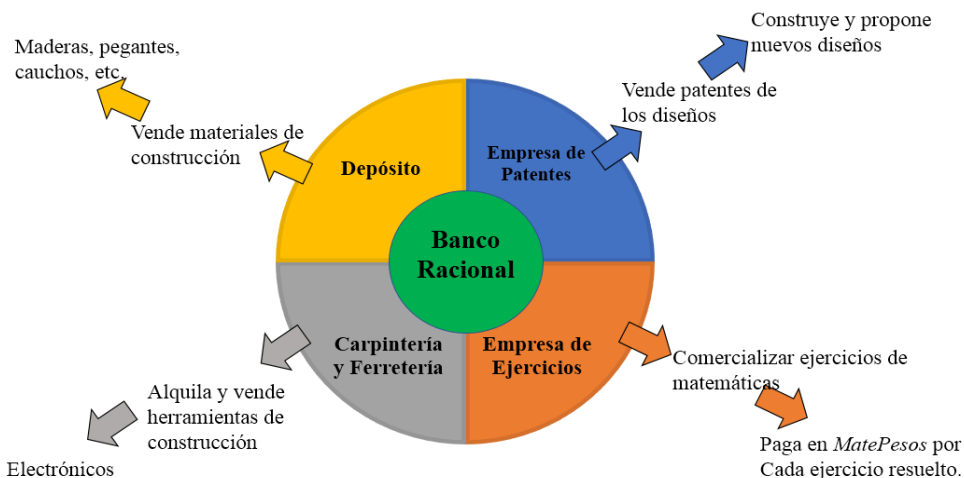 Construye y propone
nuevos diseños
Maderas, pegantes,
cauchos, etc.
Vende patentes de
los diseños
Vende materiales de
construcción
Depósito
Empresa de
Patentes
Banco
Racional
Carpintería
y Ferretería
Empresa de
Ejercicios
Comercializar ejercicios de
matemáticas
Alquila y vende
herramientas de
construcción
Electrónicos
Paga en MatePesos por
Cada ejercicio resuelto.